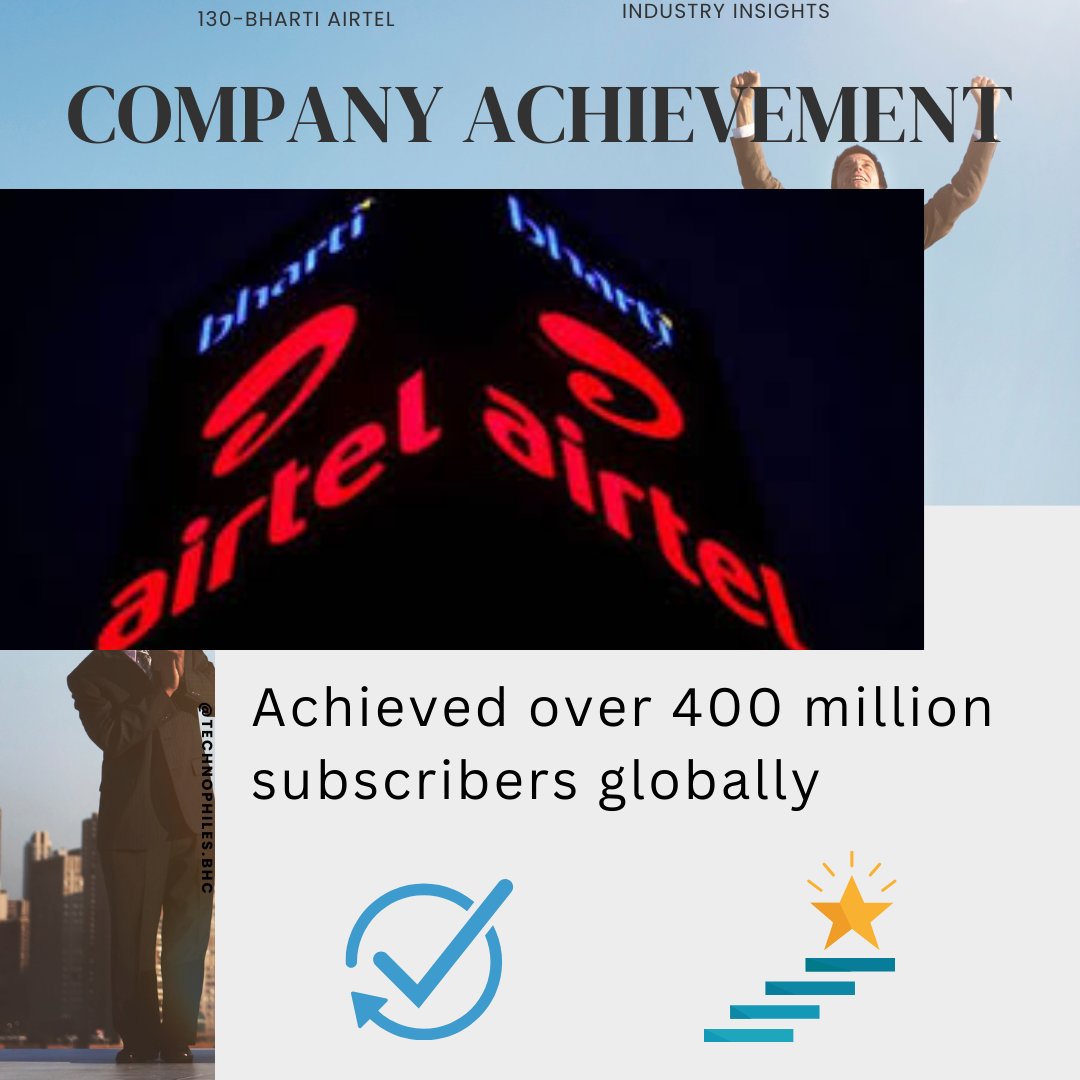 130-BHARTI AIRTEL
INDUSTRY INSIGHTS
COMPANY ACHIEVEMENT
bharti
airtel
bharti
airtel
@TECHNOPHILES.BHC
Achieved over 400 million
subscribers globally